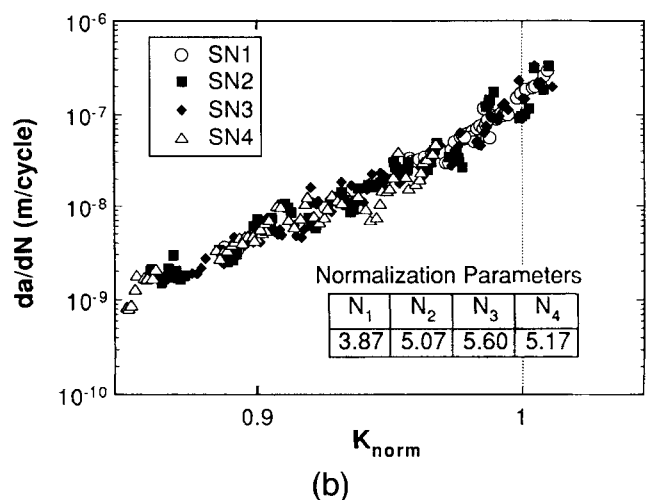 10⁻⁶
SN1
SN2
SN3
SN4
10⁻⁷
10⁻⁸
10⁻⁹
10⁻¹⁰
da/dN (m/cycle)
Normalization Parameters
N₁ N₂ N₃ N₄
3.87 5.07 5.60 5.17
0.9 1
Kₙₒᵣₘ
(b)